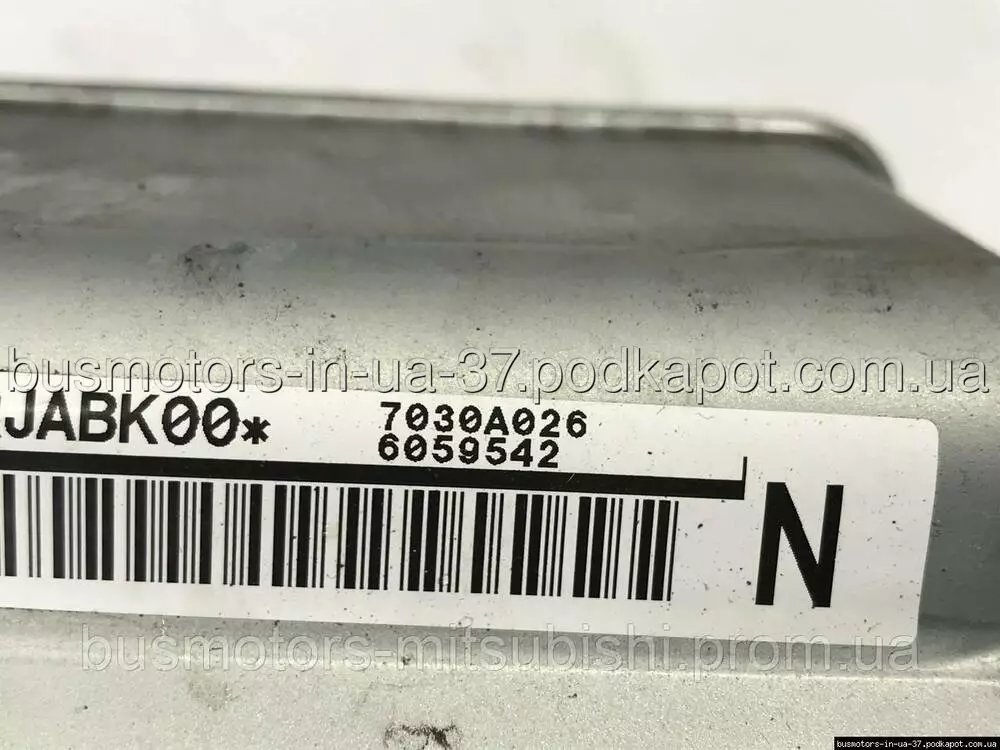 busmotors-in-ua-37.podkapot.com.ua
JABK00*
7030A026
6059542
N
busmotors-mitsubishi.prom.ua
busmotors-in-ua-37.podkapot.com.ua